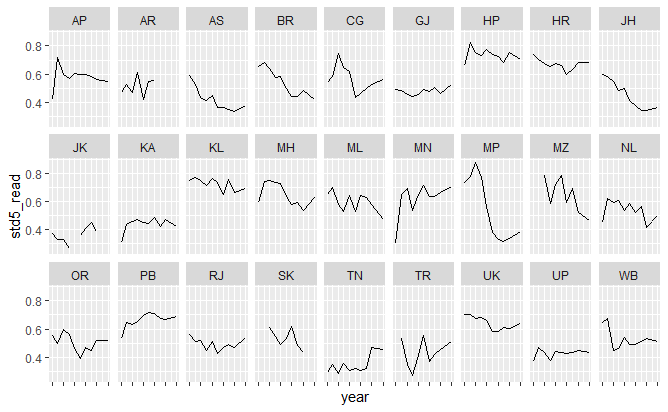 AP AR AS BR CG GJ HP HR JH
0.8
0.6
0.4
JK KA KL MH ML MN MP MZ NL
0.8
0.6
0.4
std5_read
OR PB RJ SK TN TR UK UP WB
0.8
0.6
0.4
year